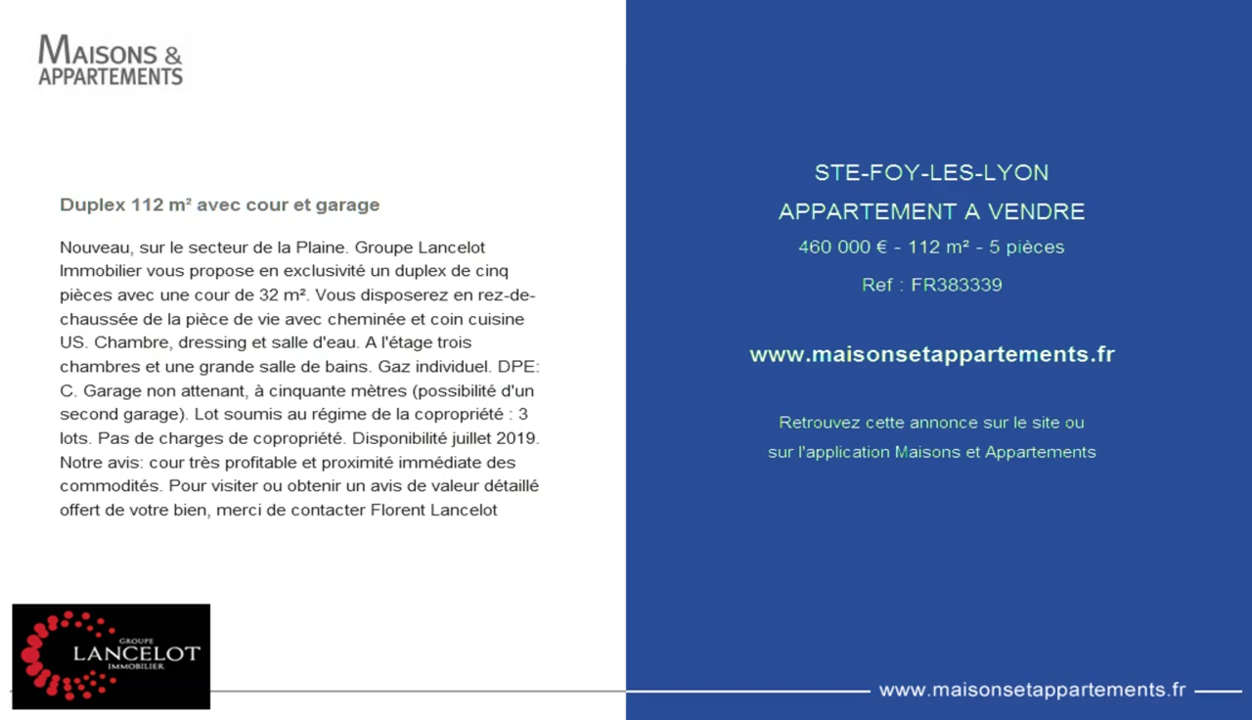 MAISONS &
APPARTEMENTS
Duplex 112 m² avec cour et garage
Nouveau, sur le secteur de la Plaine. Groupe Lancelot
Immobilier vous propose en exclusivité un duplex de cinq
pièces avec une cour de 32 m². Vous disposerez en rez-de-
chaussée de la pièce de vie avec cheminée et coin cuisine
US. Chambre, dressing et salle d'eau. A l'étage trois
chambres et une grande salle de bains. Gaz individuel. DPE:
C. Garage non attenant, à cinquante mètres (possibilité d'un
second garage). Lot soumis au régime de la copropriété : 3
lots. Pas de charges de copropriété. Disponibilité juillet 2019.
Notre avis: cour très profitable et proximité immédiate des
commodités. Pour visiter ou obtenir un avis de valeur détaillé
offert de votre bien, merci de contacter Florent Lancelot
GROUPE
LANCELOT
IMMOBILIER
STE-FOY-LES-LYON
APPARTEMENT A VENDRE
460 000 € - 112 m² - 5 pièces
Ref : FR383339
www.maisonsetappartements.fr
Retrouvez cette annonce sur le site ou
sur l'application Maisons et Appartements
www.maisonsetappartements.fr